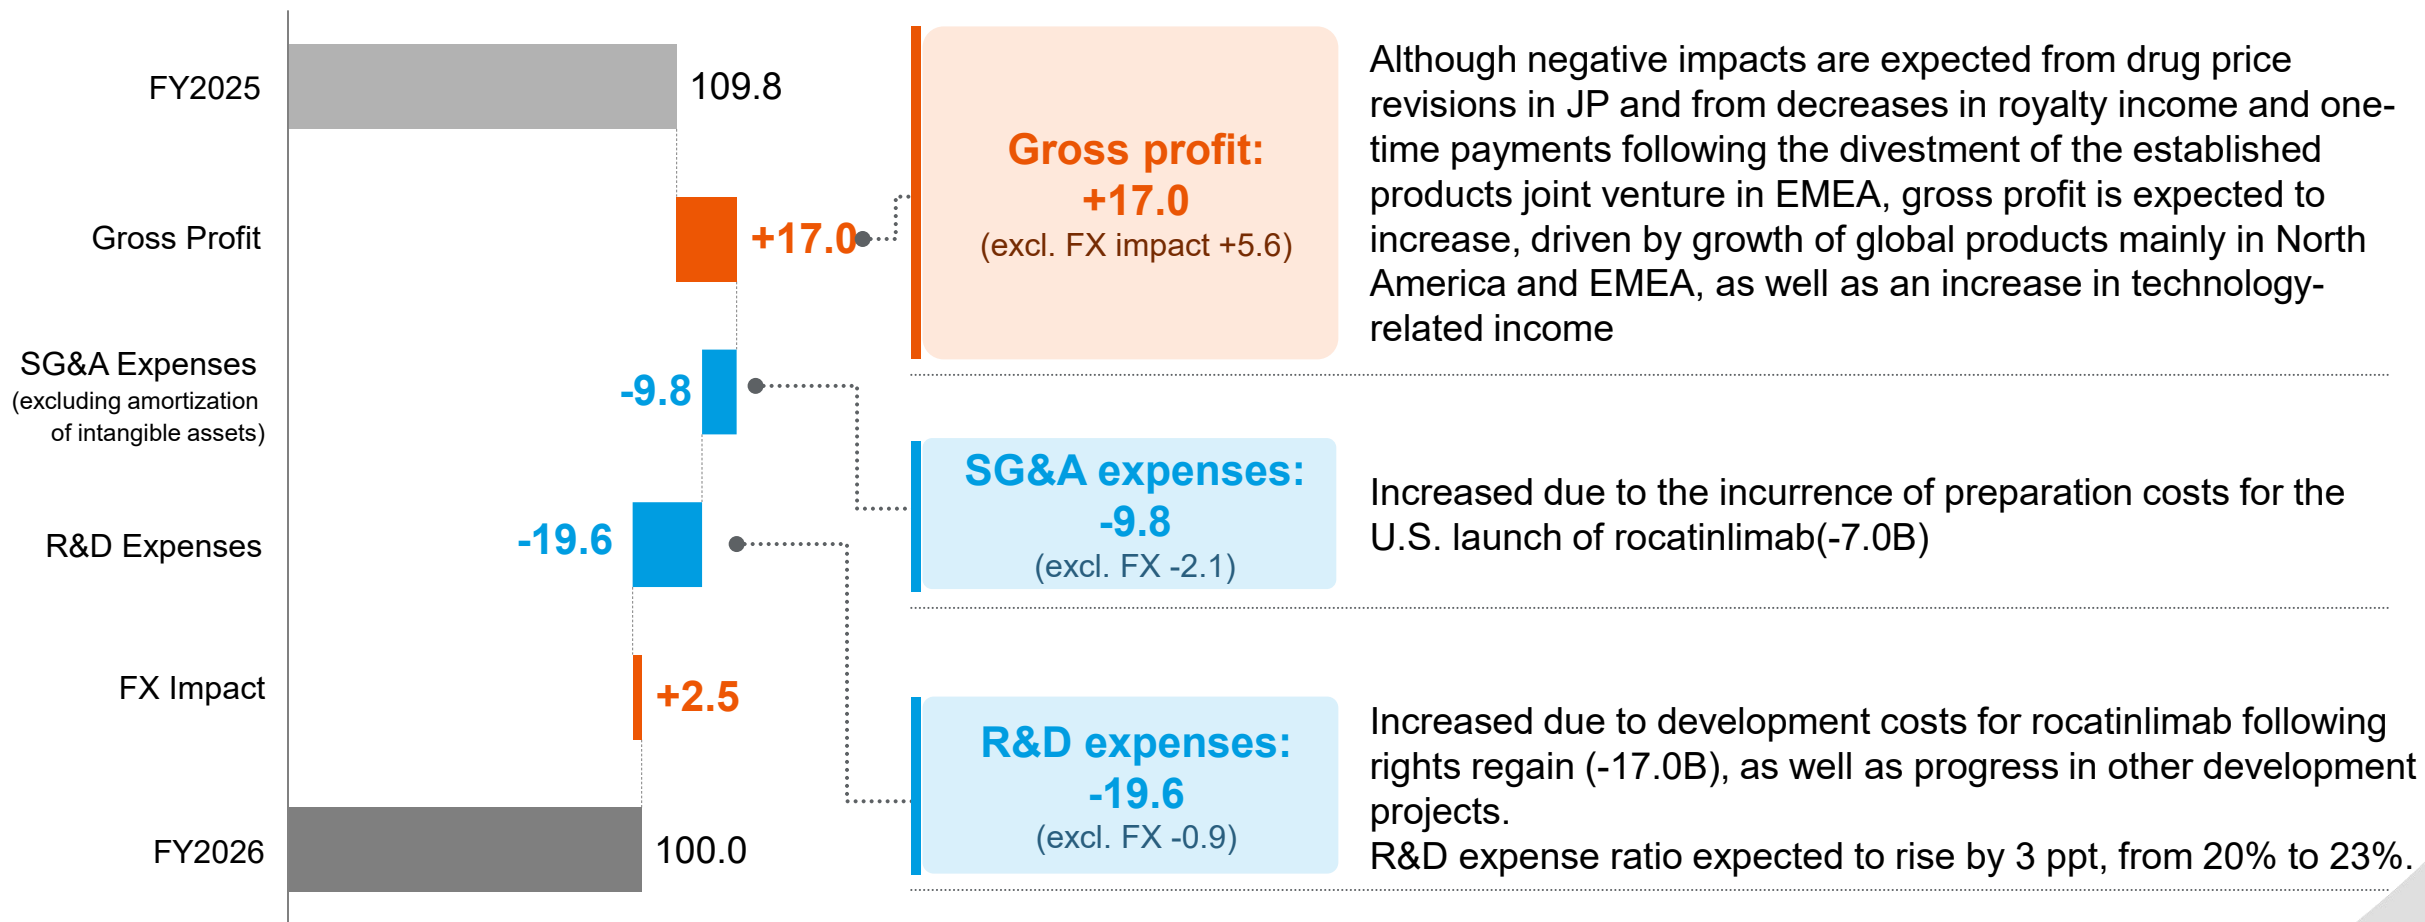 FY2025
109.8
Gross Profit
+17.0
SG&A Expenses
(excluding amortization
of intangible assets)
-9.8
R&D Expenses
-19.6
FX Impact
+2.5
FY2026
100.0
Gross profit:
+17.0
(excl. FX impact +5.6)
Although negative impacts are expected from drug price
revisions in JP and from decreases in royalty income and one-
time payments following the divestment of the established
products joint venture in EMEA, gross profit is expected to
increase, driven by growth of global products mainly in North
America and EMEA, as well as an increase in technology-
related income
SG&A expenses:
-9.8
(excl. FX -2.1)
Increased due to the incurrence of preparation costs for the
U.S. launch of rocatinlimab(-7.0B)
R&D expenses:
-19.6
(excl. FX -0.9)
Increased due to development costs for rocatinlimab following
rights regain (-17.0B), as well as progress in other development
projects.
R&D expense ratio expected to rise by 3 ppt, from 20% to 23%.